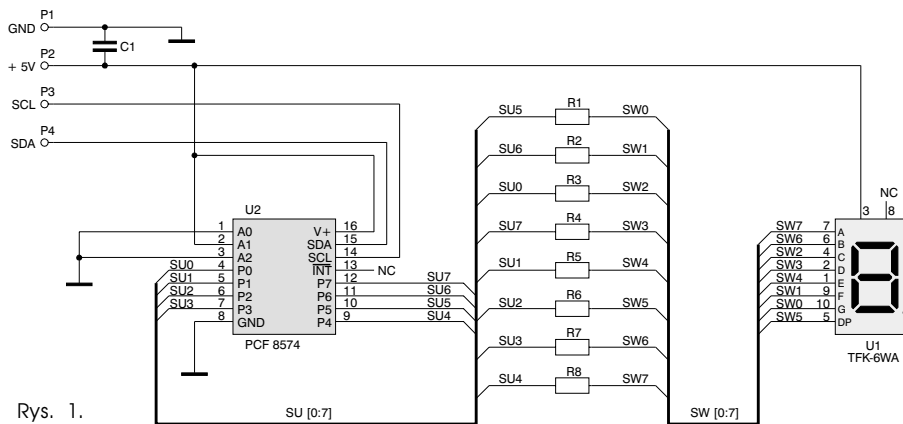 P1
GND
C1
P2
+ 5V
P3
SCL
P4
SDA
SU5 R1 SW0
SU6 R2 SW1
SU0 R3 SW2
SU7 R4 SW3
SU1 R5 SW4
SU2 R6 SW5
SU3 R7 SW6
SU4 R8 SW7
U2
1 A0 V+ 16
2 A1 SDA 15
3 A2 SCL 14
SU0 4 P0 INT 13 NC
SU1 5 P1 P7 12 SU7
SU2 6 P2 P6 11 SU6
SU3 7 P3 P5 10 SU5
8 GND P4 9 SU4
PCF 8574
NC
3 8
SW7 7 A
SW6 6 B
SW2 4 C
SW3 2 D
SW4 1 E
SW1 9 F
SW0 10 G
SW5 5 DP
U1
TFK-6WA
Rys. 1.
SU [0:7]
SW [0:7]